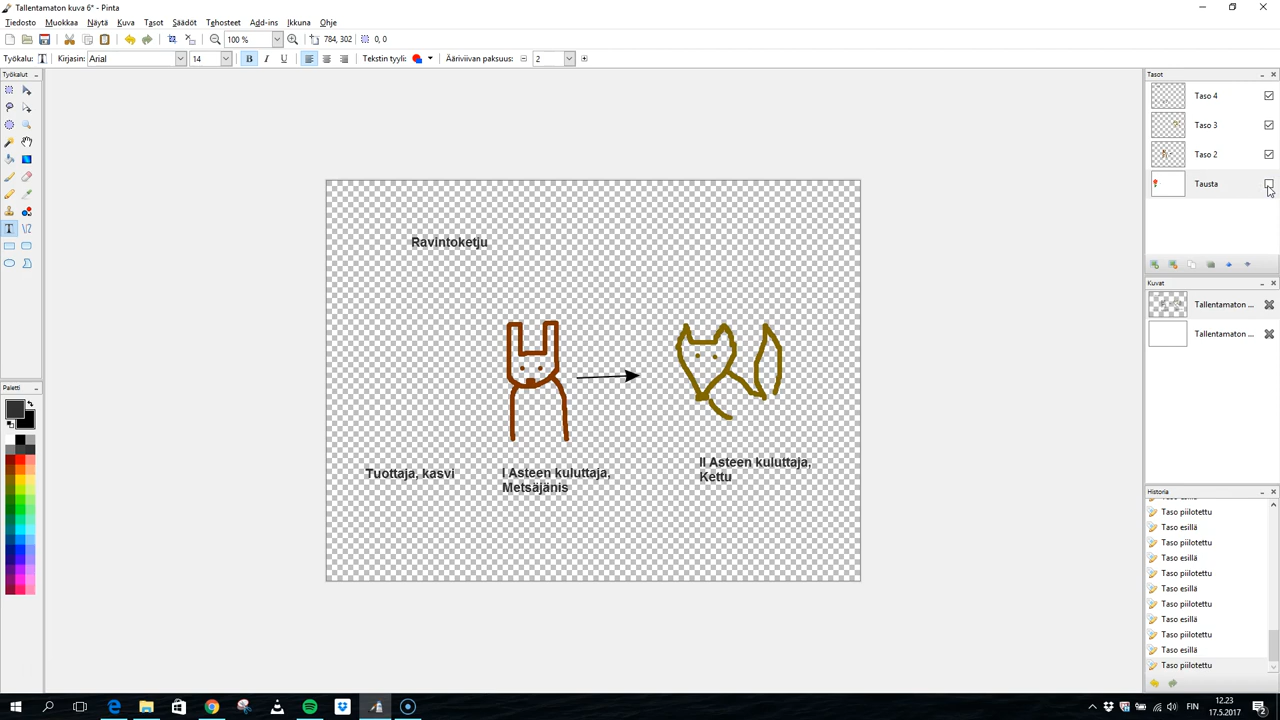 Tallentamaton kuva 6* - Pinta
Tiedosto Muokkaa Näytä Kuva Tasot Säädöt Tehosteet Add-ins Ikkuna Ohje
100 % 784, 302 0, 0
Työkalu: T Kirjasin: Arial 14 B I U Tekstin tyyli: Ääriviivan paksuus: 2
Työkalut
Tasot
Taso 4
Taso 3
Taso 2
Tausta
Ravintoketju
Tuottaja, kasvi
I Asteen kuluttaja,
Metsäjänis
II Asteen kuluttaja,
Kettu
Kuvat
Tallentamaton ...
Tallentamaton ...
Paletti
Historia
Taso piilotettu
Taso esillä
Taso piilotettu
Taso esillä
Taso piilotettu
Taso esillä
Taso piilotettu
Taso esillä
Taso piilotettu
Taso esillä
Taso piilotettu
FIN
12.23
17.5.2017
2